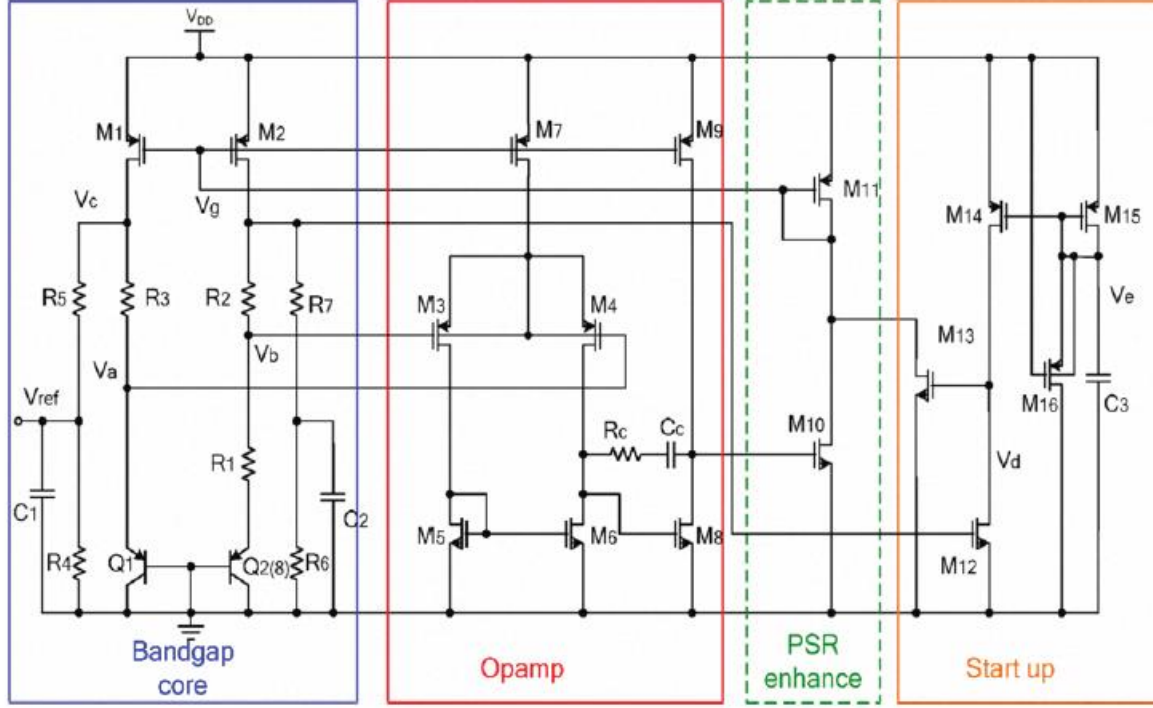 VDD
M1
M2
M7
M9
M11
M14
M15
Vc
Vg
R5
R3
R2
R7
M3
M4
Ve
Va
Vb
M13
M16
C3
Vref
R1
Rc
Cc
M10
Vd
C1
C2
R4
Q1
Q2(8)
R6
M5
M6
M8
M12
Bandgap
core
Opamp
PSR
enhance
Start up